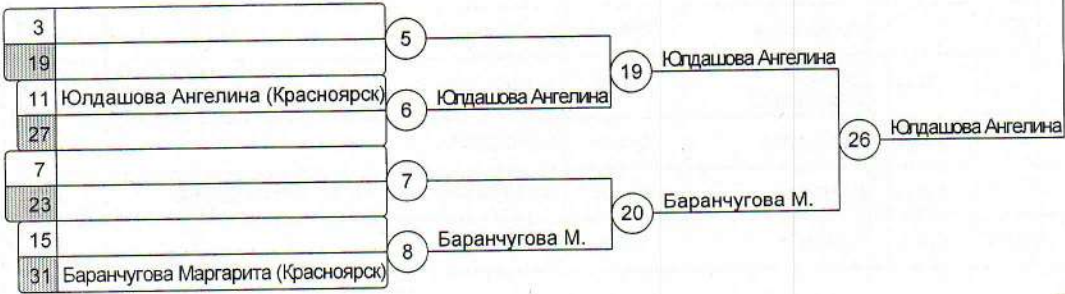 3
19
5
11 Юлдашова Ангелина (Красноярск)
27
6 Юлдашова Ангелина
19 Юлдашова Ангелина
7
23
7
15
31 Баранчугова Маргарита (Красноярск)
8 Баранчугова М.
20 Баранчугова М.
26 Юлдашова Ангелина